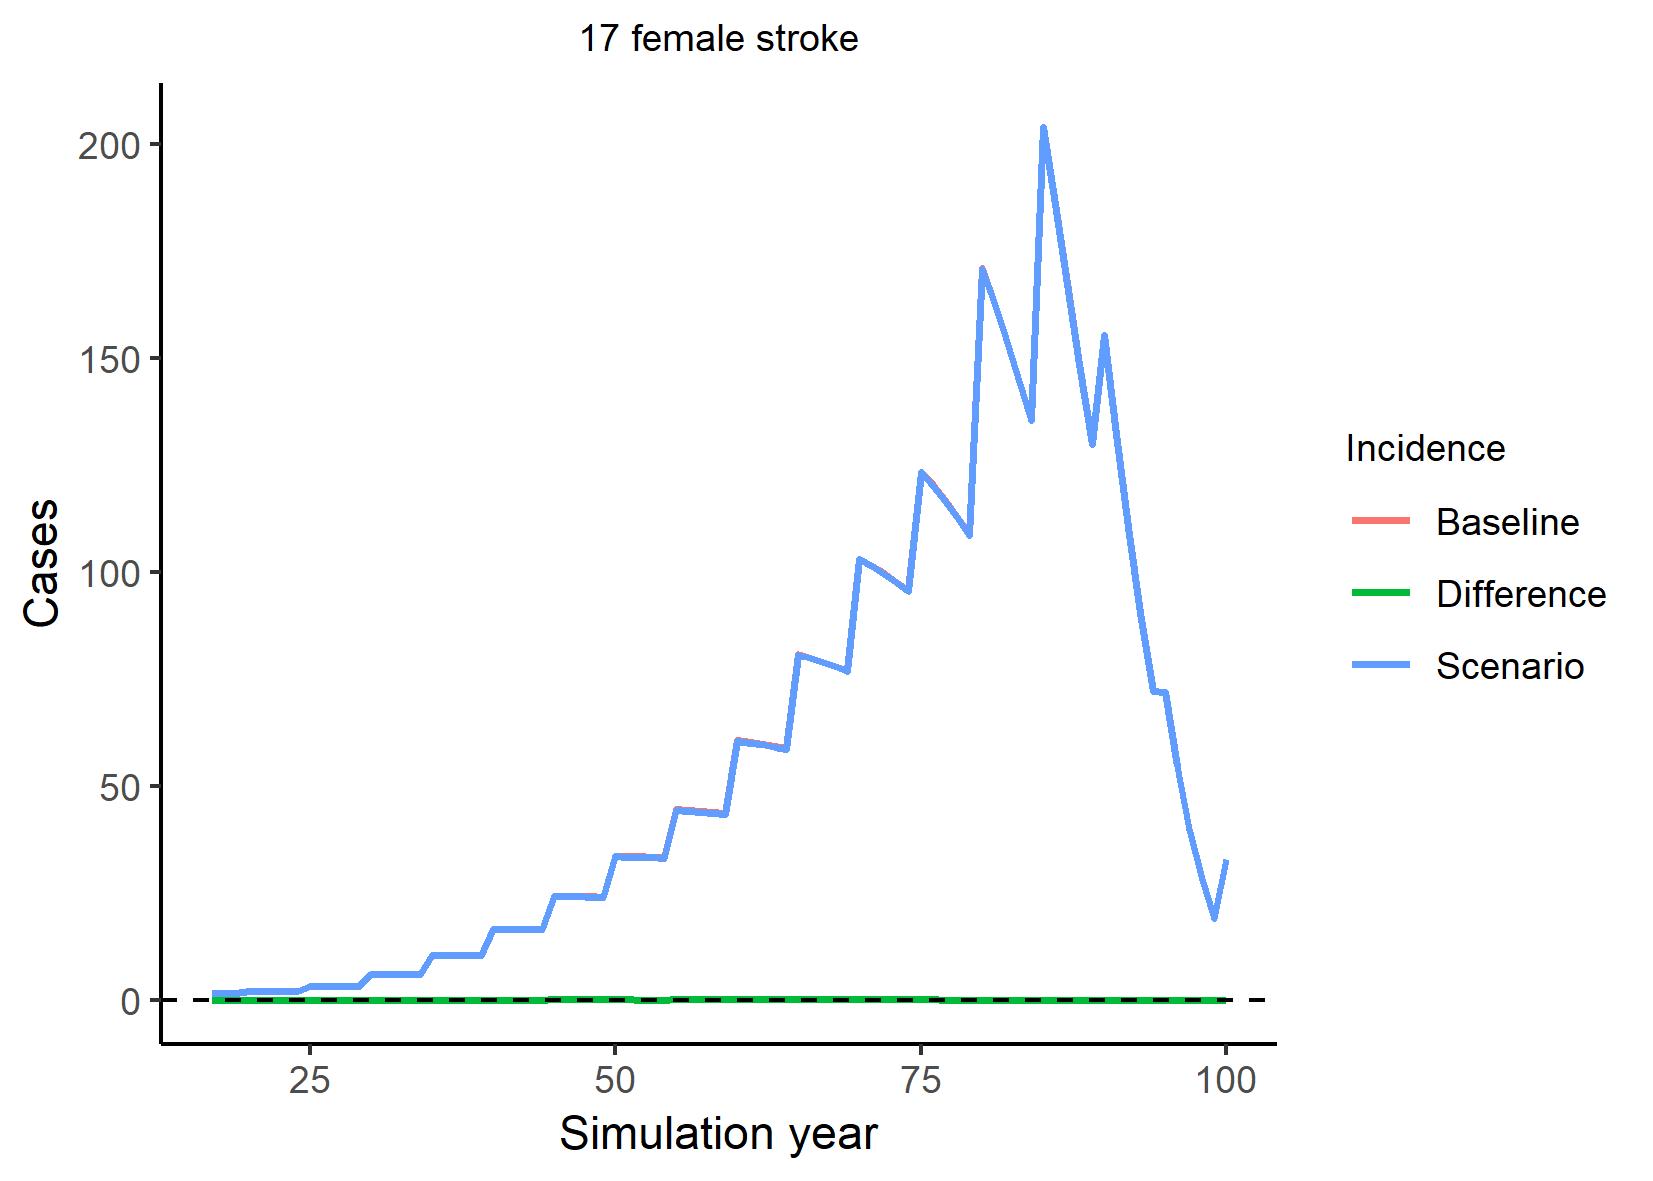 17 female stroke
200
150
100
50
0
Cases
25 50 75 100
Simulation year
Incidence
Baseline
Difference
Scenario